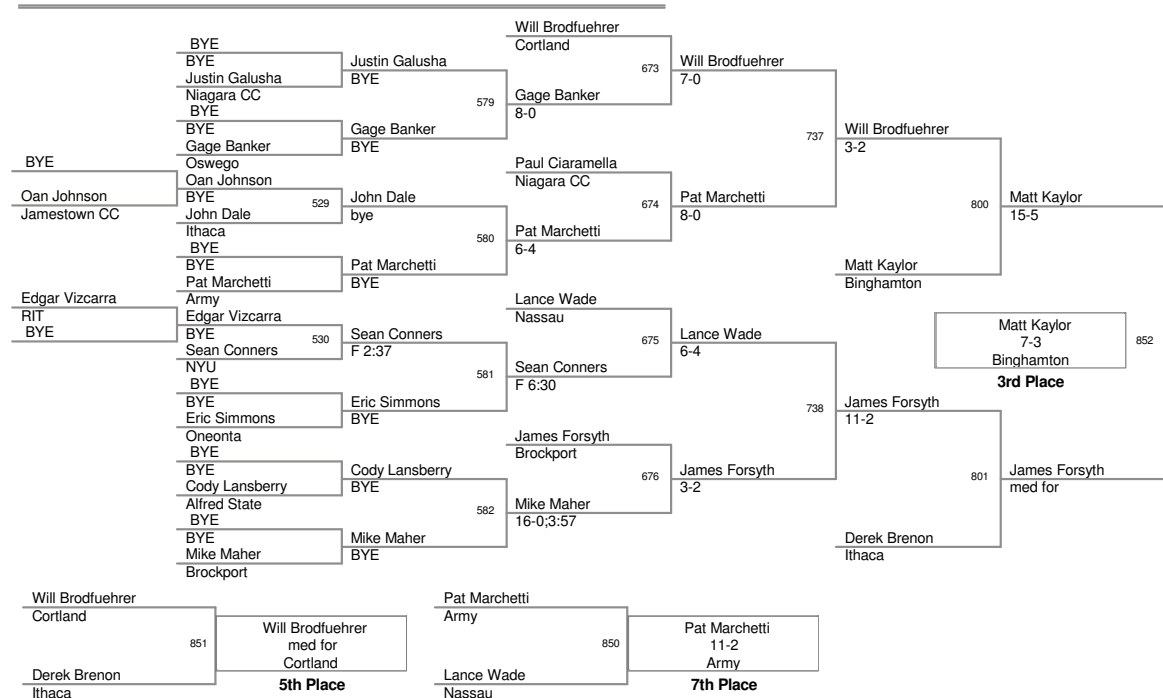 BYE
Oan Johnson
Jamestown CC
Edgar Vizcarra
RIT
BYE
BYE
BYE
Justin Galusha
Niagara CC
BYE
BYE
Gage Banker
Oswego
Oan Johnson
BYE
529
John Dale
Ithaca
BYE
BYE
Pat Marchetti
Army
Edgar Vizcarra
BYE
530
Sean Conners
NYU
BYE
BYE
Eric Simmons
Oneonta
BYE
BYE
Cody Lansberry
Alfred State
BYE
BYE
Mike Maher
Brockport
Justin Galusha
BYE
579
Gage Banker
BYE
John Dale
bye
580
Pat Marchetti
BYE
Sean Conners
F 2:37
581
Eric Simmons
BYE
Cody Lansberry
BYE
582
Mike Maher
BYE
Will Brodfuehrer
Cortland
673
Gage Banker
8-0
Paul Ciaramella
Niagara CC
674
Pat Marchetti
6-4
Lance Wade
Nassau
675
Sean Conners
F 6:30
James Forsyth
Brockport
676
Mike Maher
16-0;3:57
Will Brodfuehrer
7-0
737
Pat Marchetti
8-0
Lance Wade
6-4
738
James Forsyth
3-2
Will Brodfuehrer
3-2
800
Matt Kaylor
Binghamton
James Forsyth
11-2
801
Derek Brenon
Ithaca
Matt Kaylor
15-5
Matt Kaylor
7-3
Binghamton
852
3rd Place
James Forsyth
med for
Will Brodfuehrer
Cortland
851
Derek Brenon
Ithaca
Will Brodfuehrer
med for
Cortland
5th Place
Pat Marchetti
Army
850
Lance Wade
Nassau
Pat Marchetti
11-2
Army
7th Place